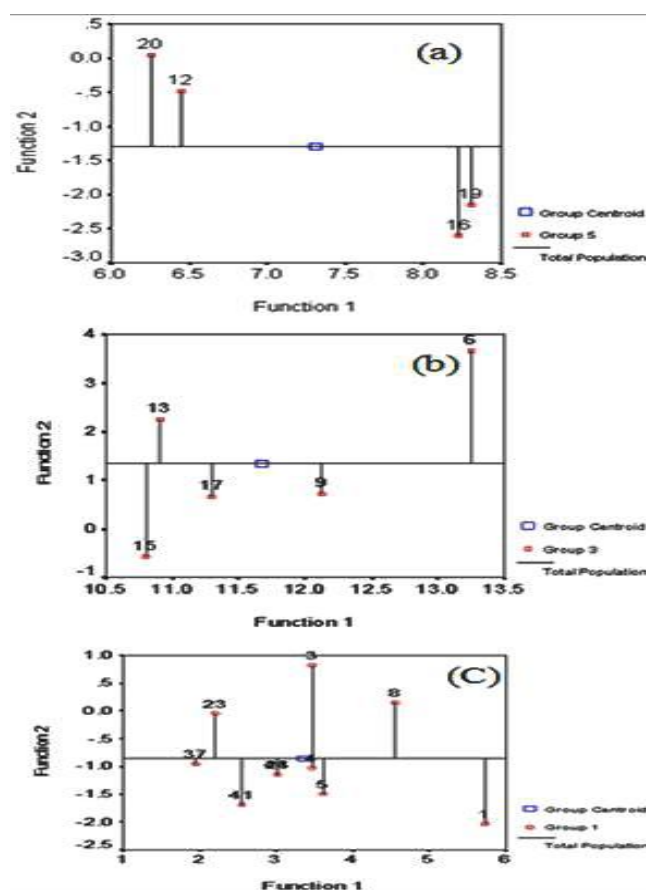 .5
0.0
-.5
-1.0
-1.5
-2.0
-2.5
-3.0
Function 2
20
12
(a)
19
16
6.0 6.5 7.0 7.5 8.0 8.5
Function 1
Group Centroid
Group 5
Total Population
4
3
2
1
0
-1
Function 2
6
(b)
13
17
9
15
10.5 11.0 11.5 12.0 12.5 13.0 13.5
Function 1
Group Centroid
Group 3
Total Population
1.0
.5
0.0
-.5
-1.0
-1.5
-2.0
-2.5
Function 2
3
(C)
8
23
37
4
5
41
1
1 2 3 4 5 6
Function 1
Group Centroid
Group 1
Total Population